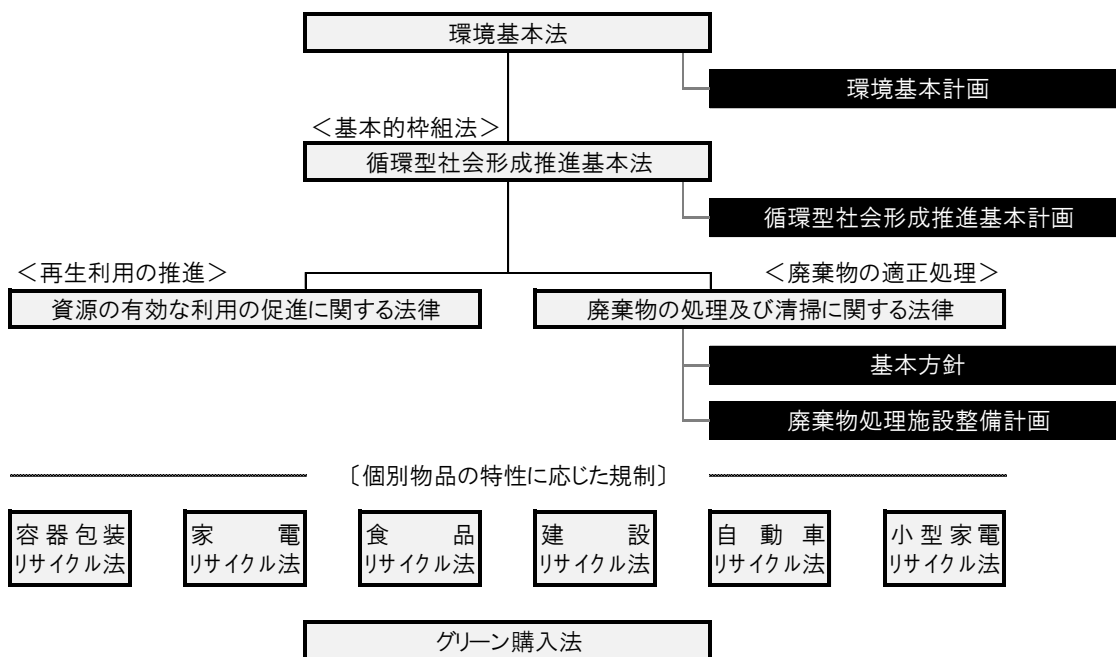 環境基本法
環境基本計画
＜基本的枠組法＞
循環型社会形成推進基本法
循環型社会形成推進基本計画
＜再生利用の推進＞
＜廃棄物の適正処理＞
資源の有効な利用の促進に関する法律
廃棄物の処理及び清掃に関する法律
基本方針
廃棄物処理施設整備計画
〔個別物品の特性に応じた規制〕
容器包装
リサイクル法
家電
リサイクル法
食品
リサイクル法
建設
リサイクル法
自動車
リサイクル法
小型家電
リサイクル法
グリーン購入法